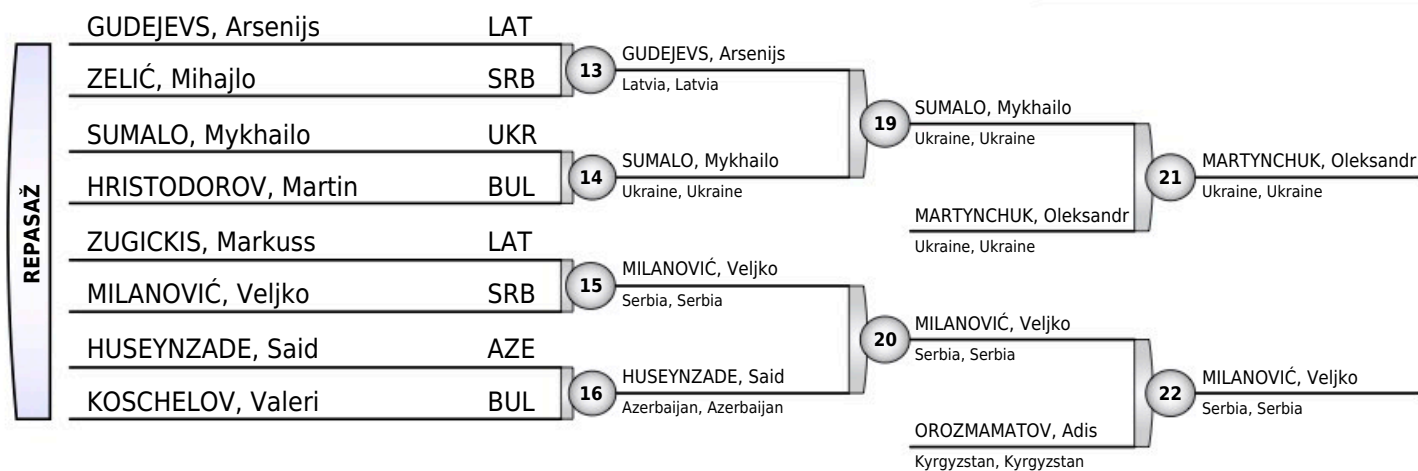 REPASAŽ
GUDEJEVS, Arsenijs LAT
ZELIĆ, Mihajlo SRB
SUMALO, Mykhailo UKR
HRISTODOROV, Martin BUL
ZUGICKIS, Markuss LAT
MILANOVIĆ, Veljko SRB
HUSEYNZADE, Said AZE
KOSCHELOV, Valeri BUL
13
GUDEJEVS, Arsenijs
Latvia, Latvia
14
SUMALO, Mykhailo
Ukraine, Ukraine
15
MILANOVIĆ, Veljko
Serbia, Serbia
16
HUSEYNZADE, Said
Azerbaijan, Azerbaijan
19
SUMALO, Mykhailo
Ukraine, Ukraine
MARTYNCHUK, Oleksandr
Ukraine, Ukraine
20
MILANOVIĆ, Veljko
Serbia, Serbia
OROZMAMATOV, Adis
Kyrgyzstan, Kyrgyzstan
21
MARTYNCHUK, Oleksandr
Ukraine, Ukraine
22
MILANOVIĆ, Veljko
Serbia, Serbia